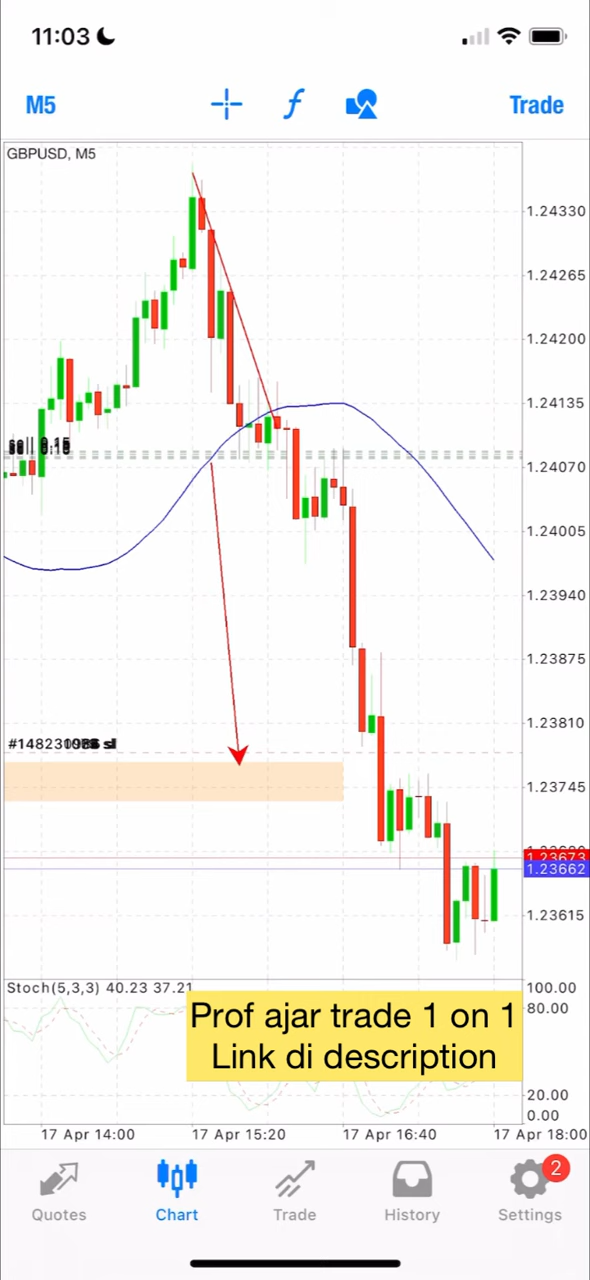 11:03
M5
Trade
GBPUSD, M5
1.24330
1.24265
1.24200
1.24135
sell
1.24070
1.24005
1.23940
1.23875
1.23810
sl
1.23745
1.23673
1.23662
1.23615
Stoch(5,3,3) 40.23 37.21
100.00
80.00
Prof ajar trade 1 on 1
Link di description
20.00
0.00
17 Apr 14:00 17 Apr 15:20 17 Apr 16:40 17 Apr 18:00
2
Quotes Chart Trade History Settings